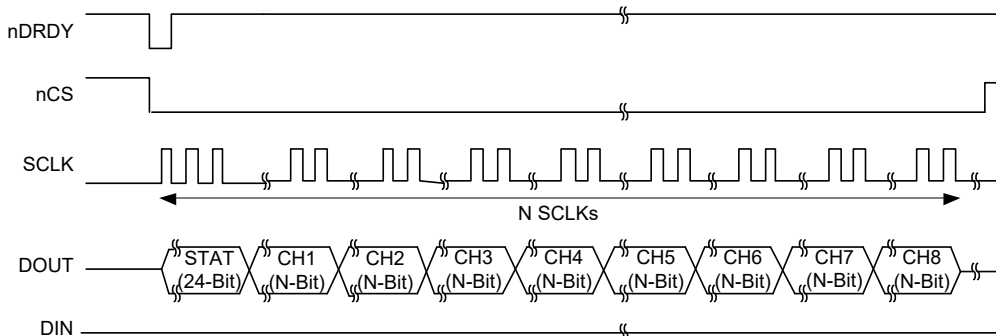 nDRDY
nCS
SCLK
N SCLKs
DOUT
STAT
(24-Bit)
CH1
(N-Bit)
CH2
(N-Bit)
CH3
(N-Bit)
CH4
(N-Bit)
CH5
(N-Bit)
CH6
(N-Bit)
CH7
(N-Bit)
CH8
(N-Bit)
DIN